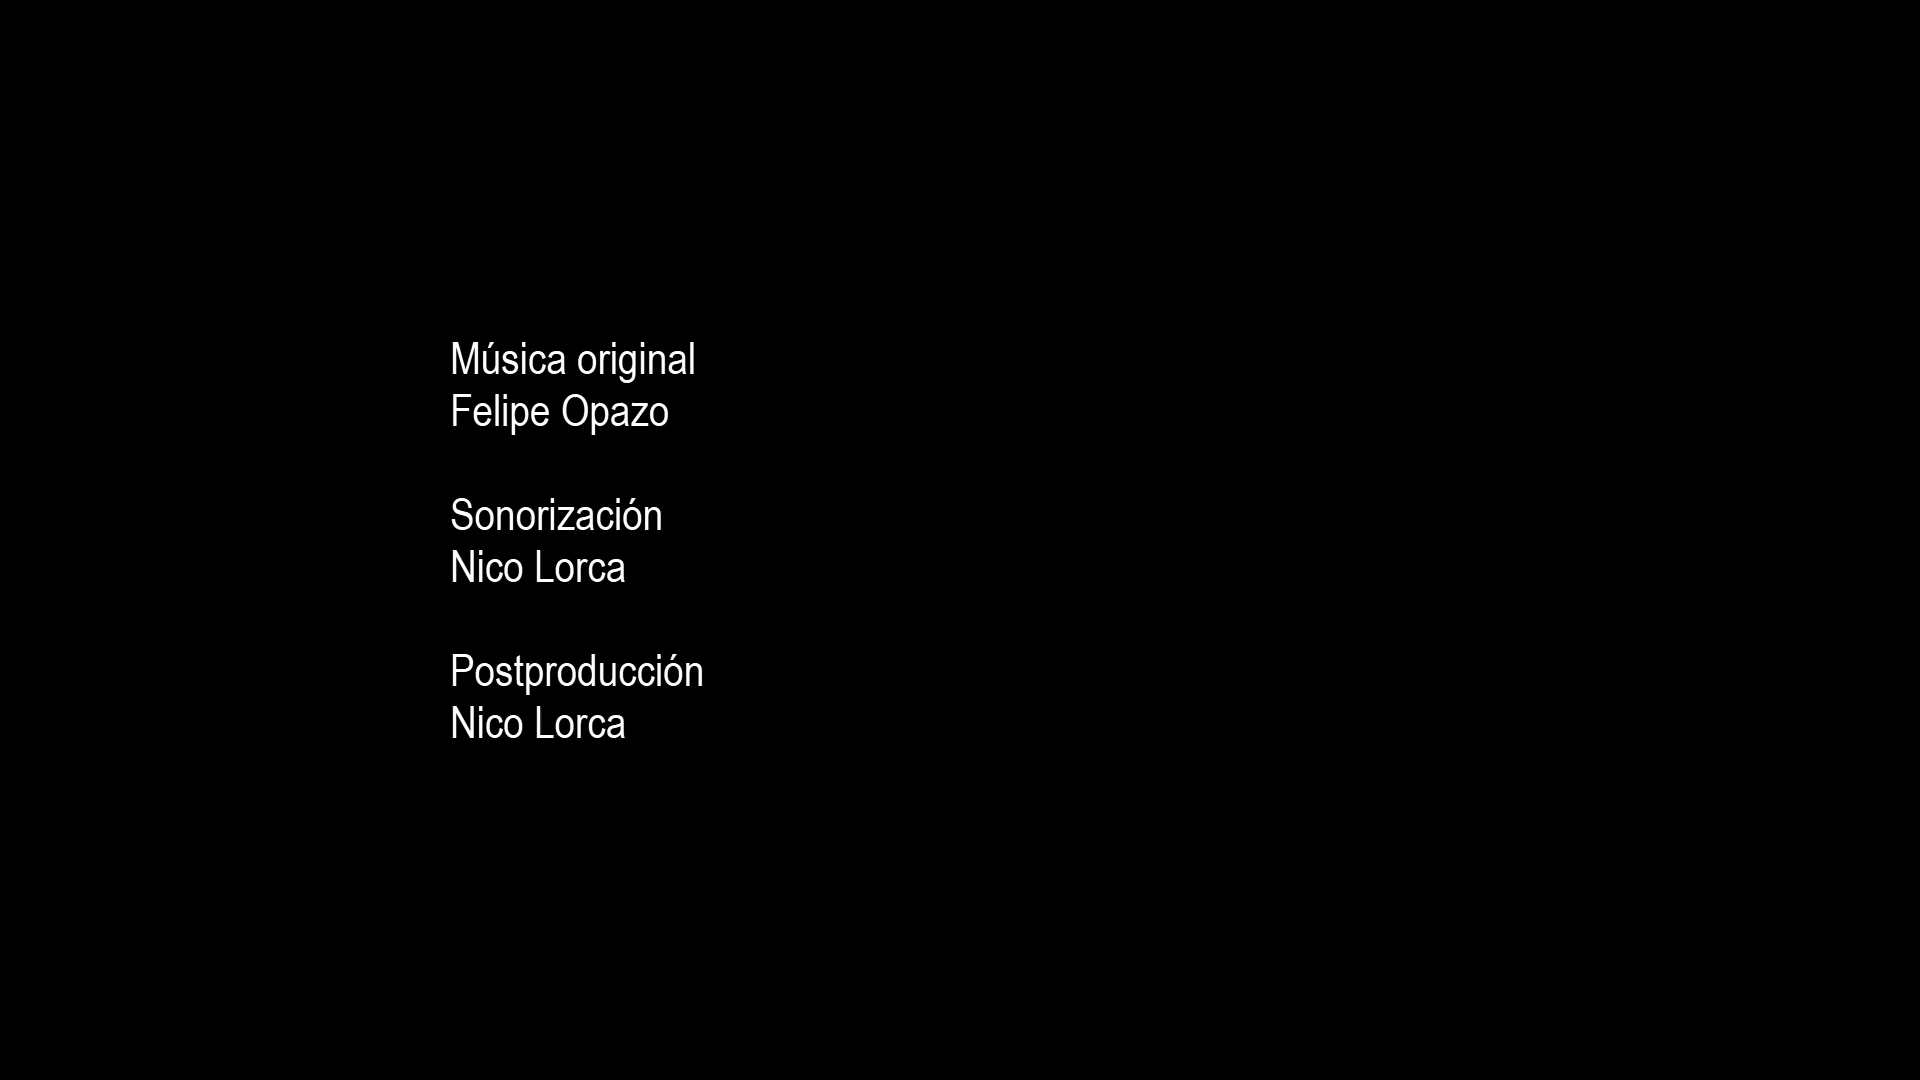 Música original
Felipe Opazo
Sonorización
Nico Lorca
Postproducción
Nico Lorca